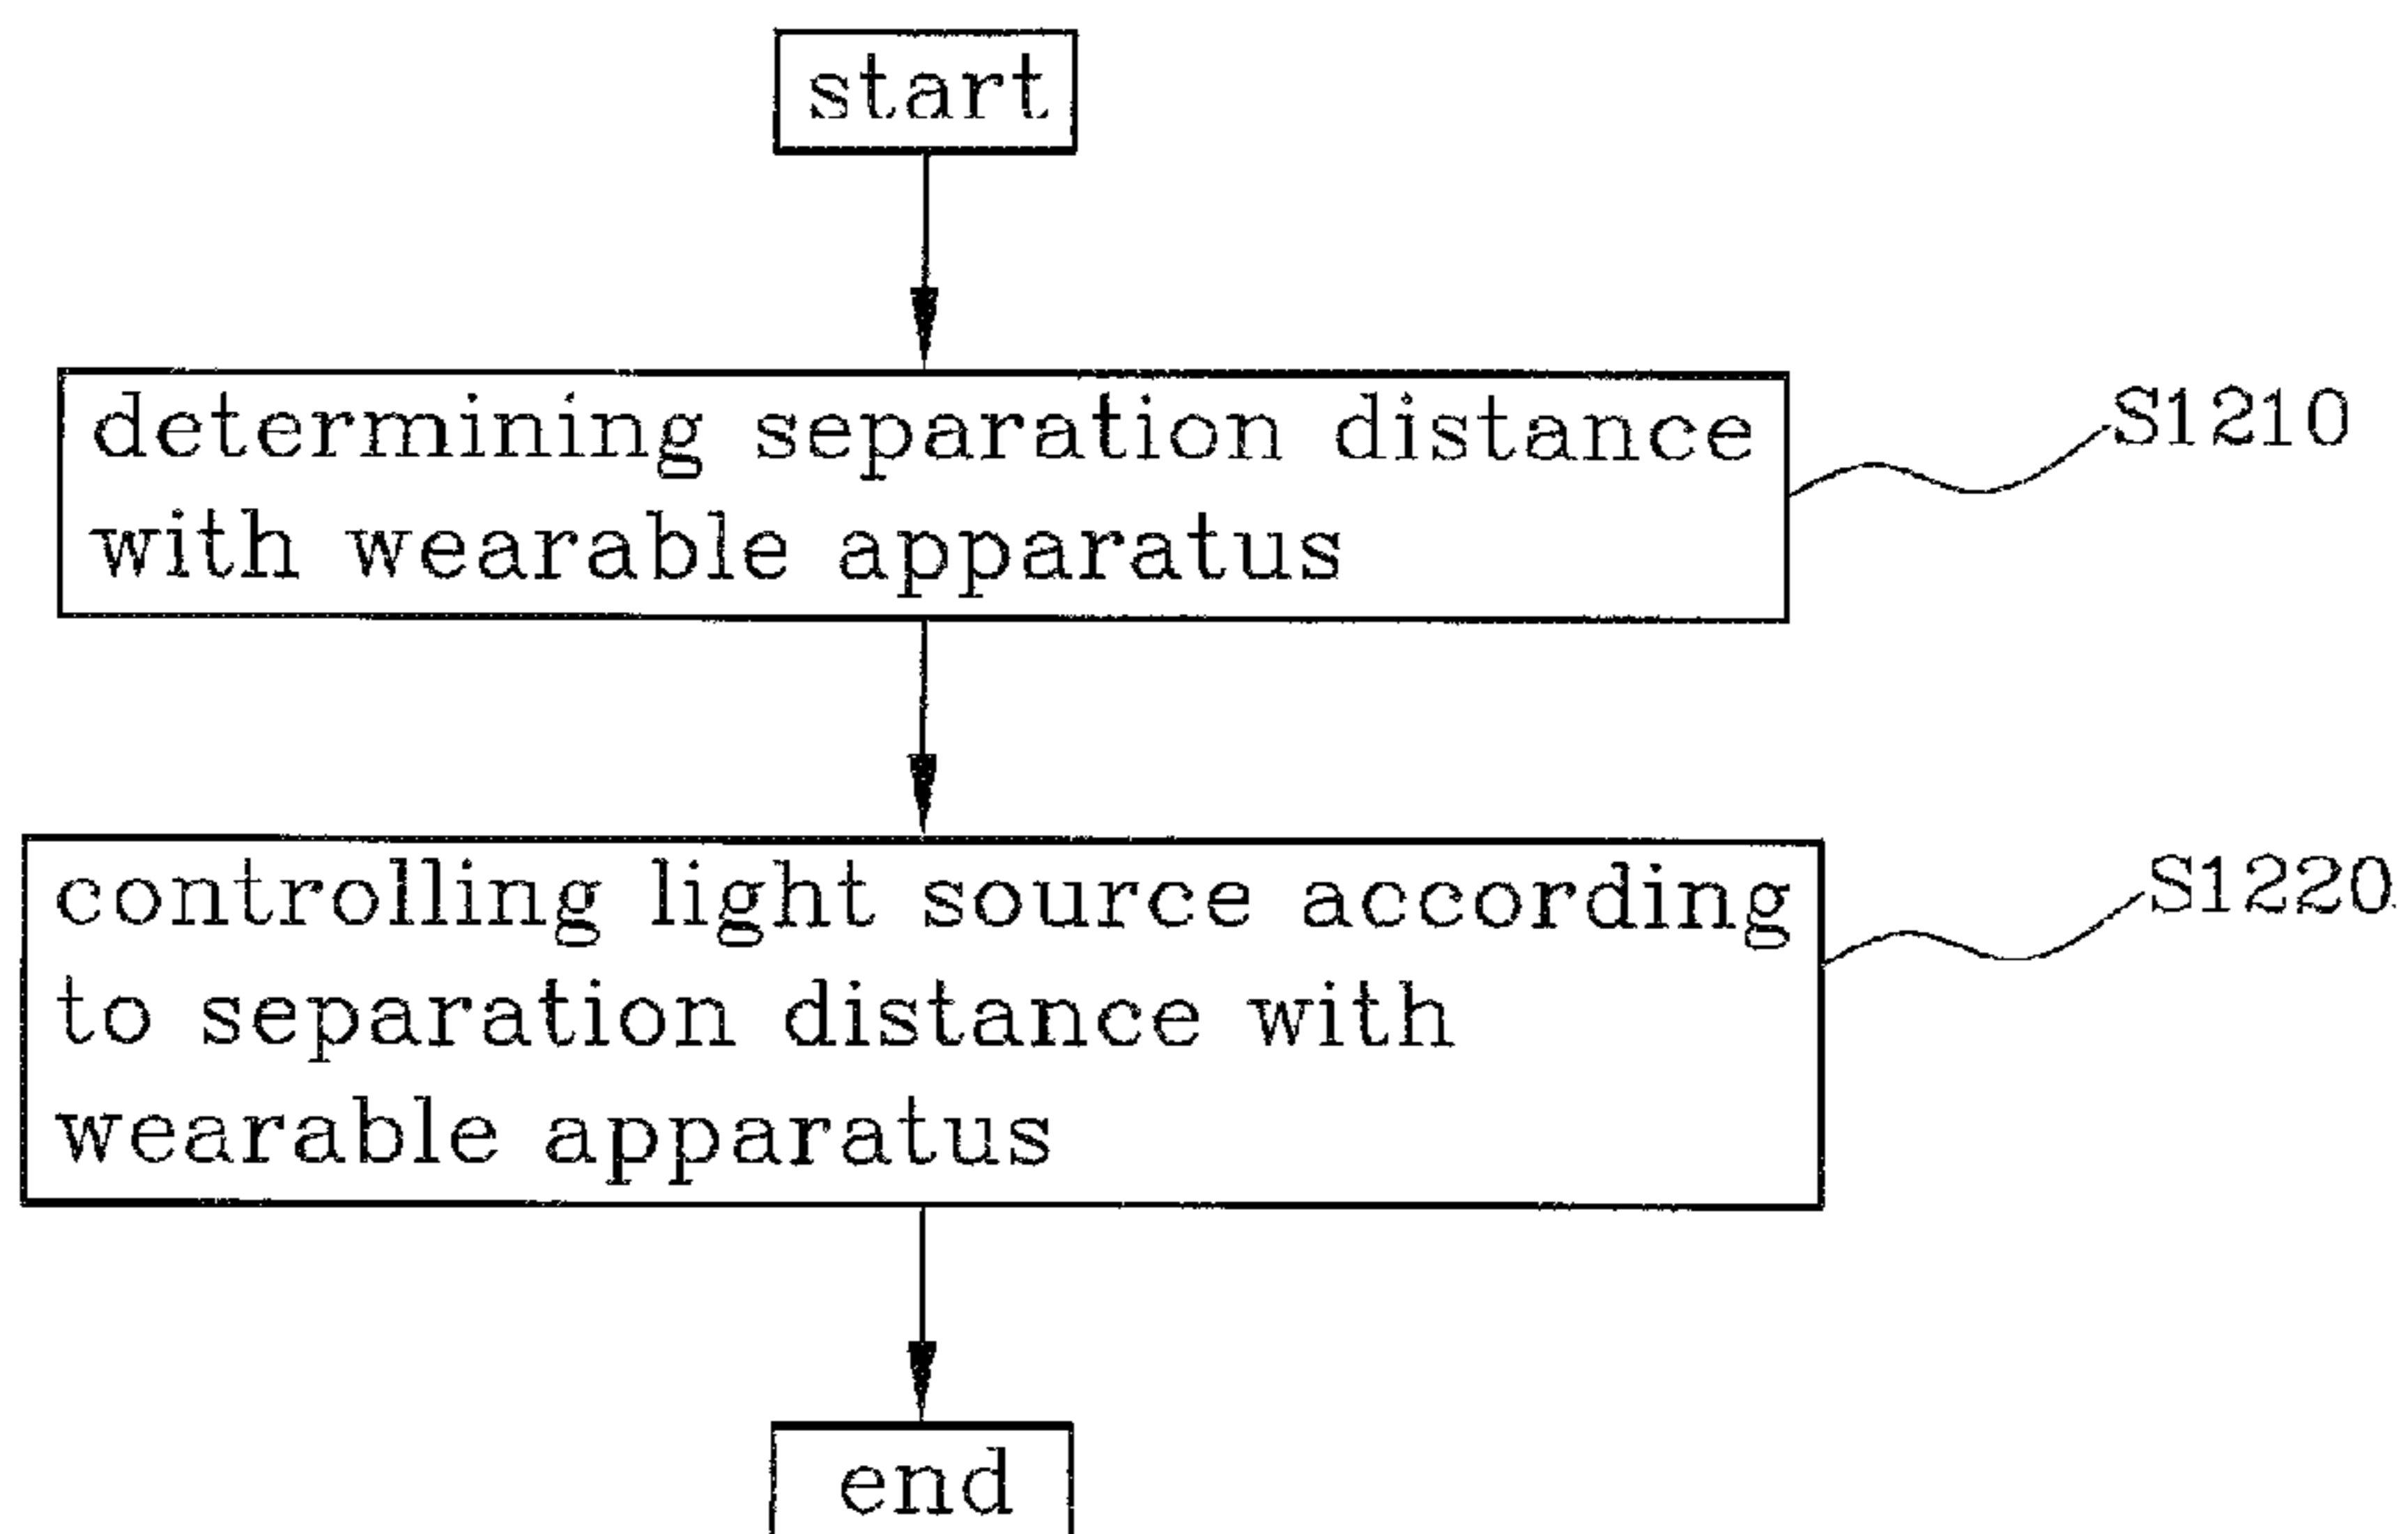 start
determining separation distance
with wearable apparatus
S1210
controlling light source according
to separation distance with
wearable apparatus
S1220
end